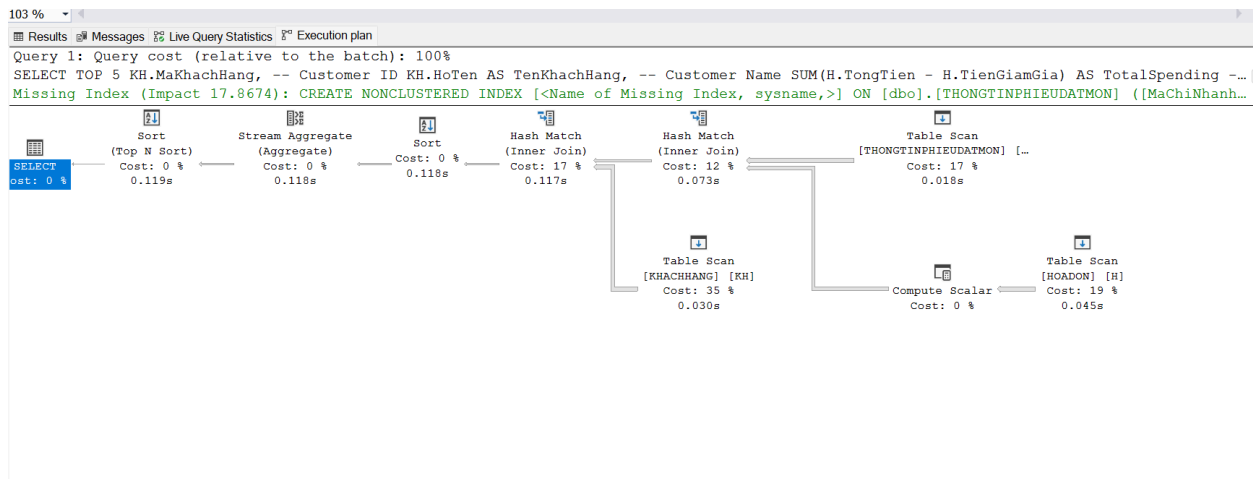 103 %
Results Messages Live Query Statistics Execution plan
Query 1: Query cost (relative to the batch): 100%
SELECT TOP 5 KH.MaKhachHang, -- Customer ID KH.HoTen AS TenKhachHang, -- Customer Name SUM(H.TongTien - H.TienGiamGia) AS TotalSpending -…
Missing Index (Impact 17.8674): CREATE NONCLUSTERED INDEX [<Name of Missing Index, sysname,>] ON [dbo].[THONGTINPHIEUDATMON] ([MaChiNhanh…
SELECT
ost: 0 %
Sort
(Top N Sort)
Cost: 0 %
0.119s
Stream Aggregate
(Aggregate)
Cost: 0 %
0.118s
Sort
Cost: 0 %
0.118s
Hash Match
(Inner Join)
Cost: 17 %
0.117s
Hash Match
(Inner Join)
Cost: 12 %
0.073s
Table Scan
[THONGTINPHIEUDATMON] […
Cost: 17 %
0.018s
Table Scan
[KHACHHANG] [KH]
Cost: 35 %
0.030s
Compute Scalar
Cost: 0 %
Table Scan
[HOADON] [H]
Cost: 19 %
0.045s